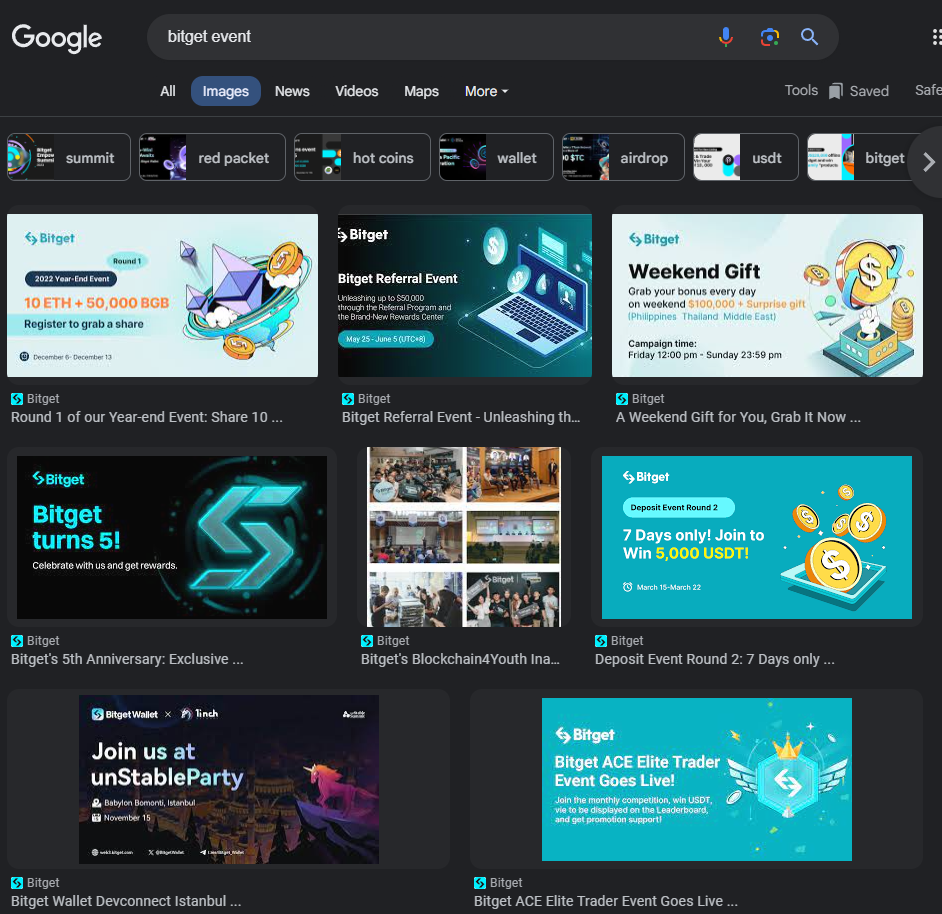 Google
bitget event
All Images News Videos Maps More
Tools Saved Safe
summit
red packet
hot coins
wallet
airdrop
usdt
bitget
Bitget
Round 1
2022 Year-End Event
10 ETH + 50,000 BGB
Register to grab a share
December 6- December 13
Bitget
Round 1 of our Year-end Event: Share 10 ...
Bitget
Bitget Referral Event
Unleashing up to $50,000
through the Referral Program and
the Brand-New Rewards Center
May 25 - June 5 (UTC+8)
Bitget
Bitget Referral Event - Unleashing th...
Bitget
Weekend Gift
Grab your bonus every day
on weekend $100,000 + Surprise gift
(Philippines Thailand Middle East)
Campaign time:
Friday 12:00 pm - Sunday 23:59 pm
Bitget
A Weekend Gift for You, Grab It Now ...
Bitget
Bitget
turns 5!
Celebrate with us and get rewards.
Bitget
Bitget's 5th Anniversary: Exclusive ...
Bitget
Bitget
Bitget's Blockchain4Youth Ina...
Bitget
Deposit Event Round 2
7 Days only! Join to
Win 5,000 USDT!
March 15-March 22
Bitget
Deposit Event Round 2: 7 Days only ...
Bitget Wallet × 1inch
Join us at
unStableParty
Babylon Bomonti, Istanbul
November 15
web3.bitget.com @BitgetWallet t.me/Bitget_Wallet
Bitget
Bitget Wallet Devconnect Istanbul ...
Bitget
Bitget ACE Elite Trader
Event Goes Live!
Join the monthly competition, win USDT,
vie to be displayed on the Leaderboard,
and get promotion support!
Bitget
Bitget ACE Elite Trader Event Goes Live ...